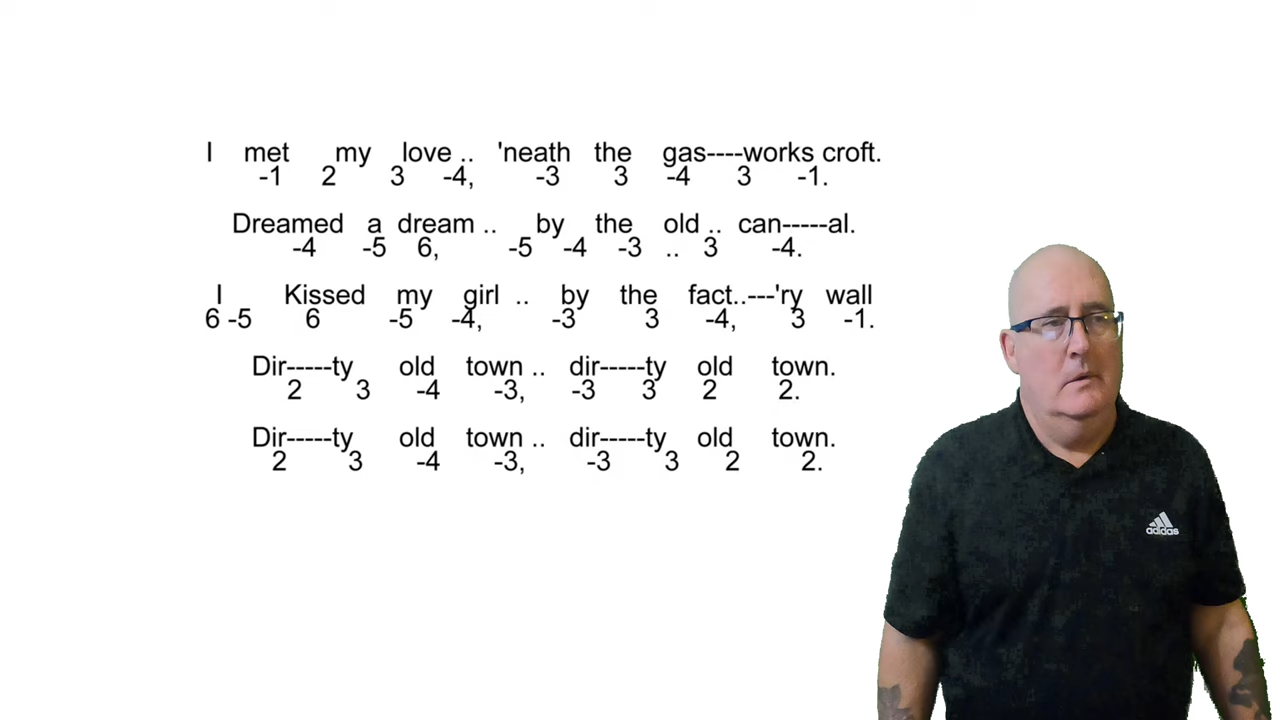 I met my love .. 'neath the gas----works croft.
-1 2 3 -4, -3 3 -4 3 -1.
Dreamed a dream .. by the old .. can-----al.
-4 -5 6, -5 -4 -3 .. 3 -4.
I Kissed my girl .. by the fact..---'ry wall
6 -5 6 -5 -4, -3 3 -4, 3 -1.
Dir-----ty old town .. dir-----ty old town.
2 3 -4 -3, -3 3 2 2.
Dir-----ty old town .. dir-----ty old town.
2 3 -4 -3, -3 3 2 2.
adidas